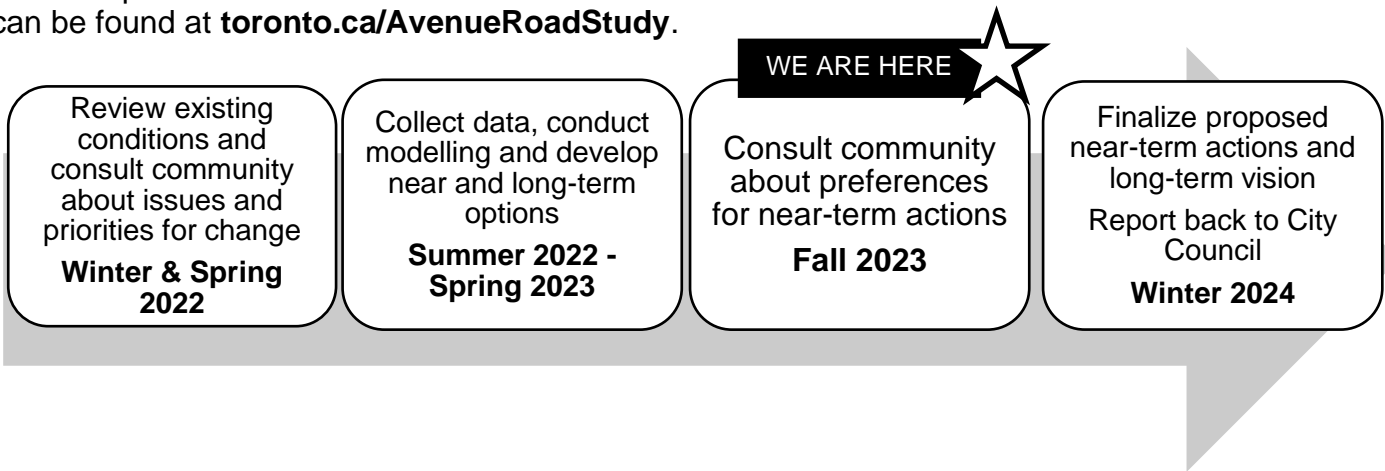 can be found at toronto.ca/AvenueRoadStudy.
WE ARE HERE
Review existing
conditions and
consult community
about issues and
priorities for change
Winter & Spring
2022
Collect data, conduct
modelling and develop
near and long-term
options
Summer 2022 -
Spring 2023
Consult community
about preferences
for near-term actions
Fall 2023
Finalize proposed
near-term actions and
long-term vision
Report back to City
Council
Winter 2024